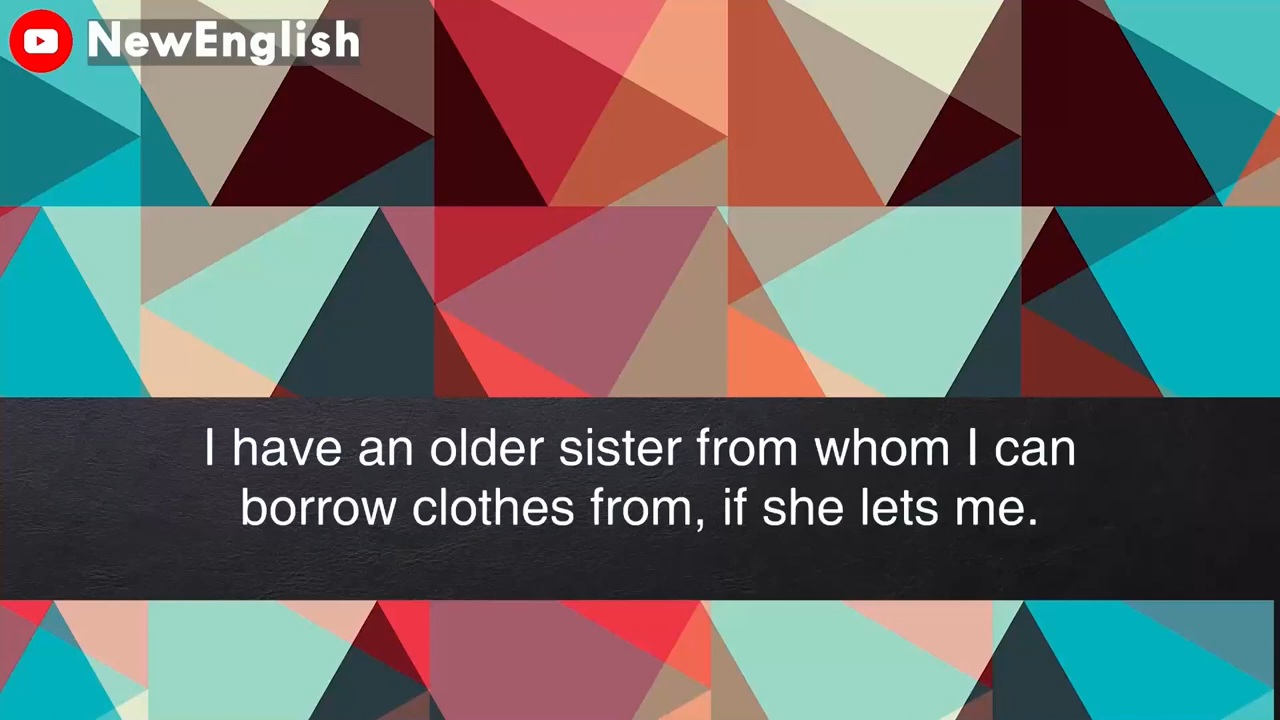 NewEnglish
I have an older sister from whom I can
borrow clothes from, if she lets me.